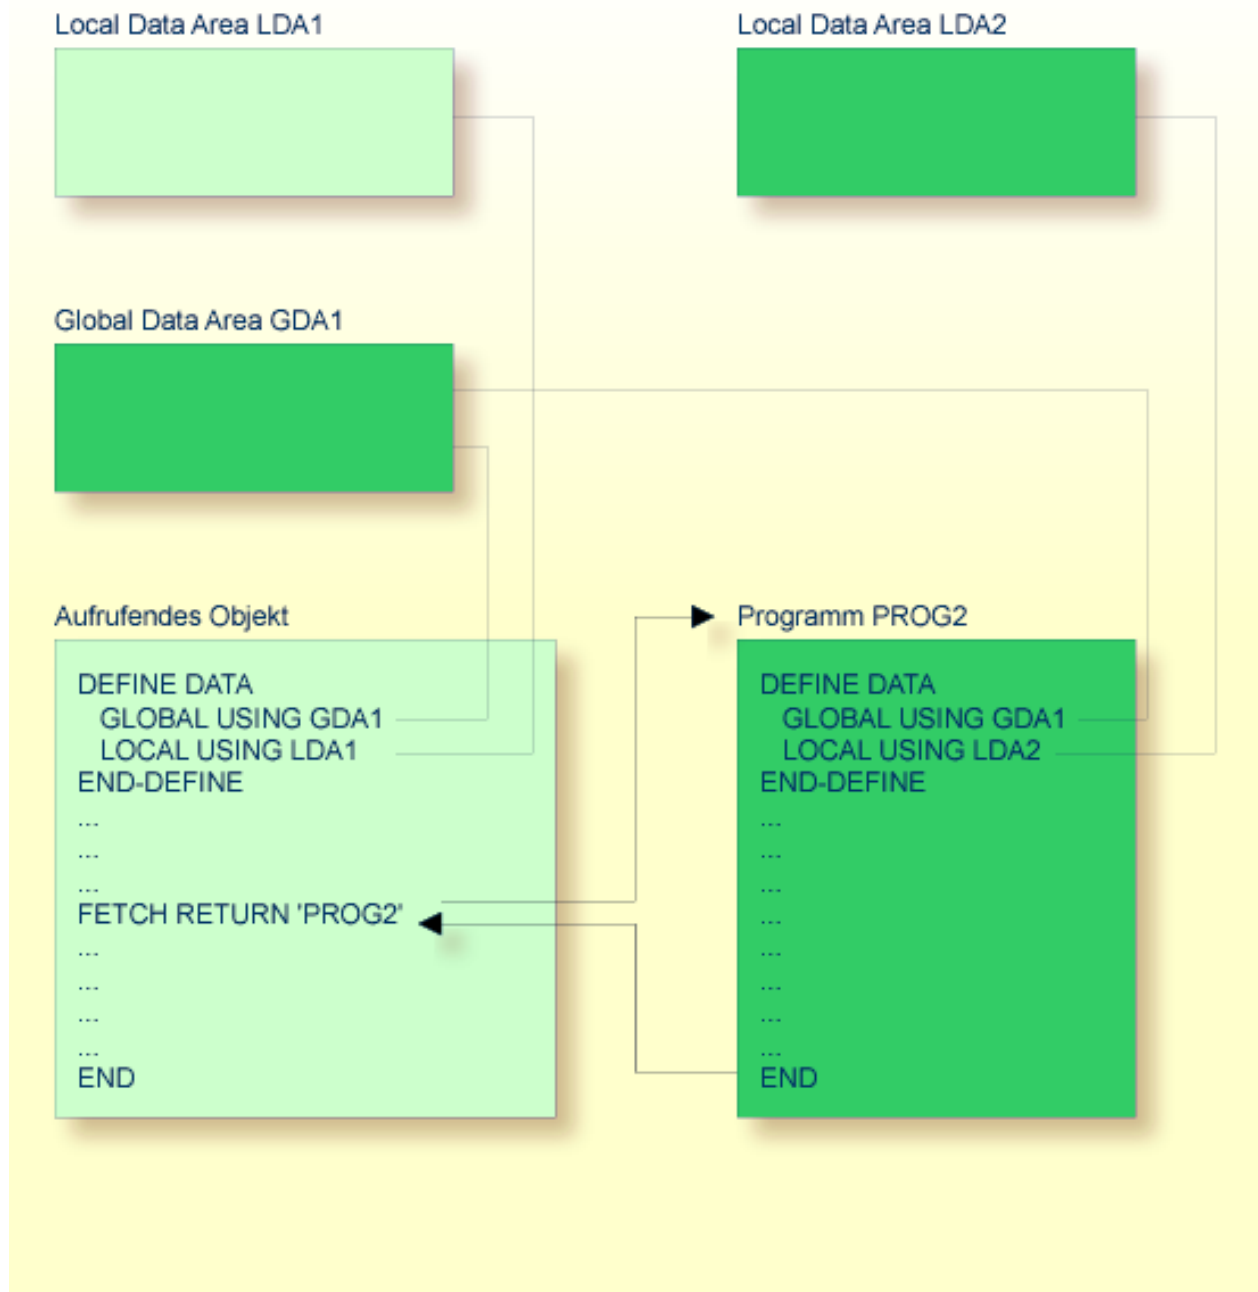 Local Data Area LDA1
Local Data Area LDA2
Global Data Area GDA1
Aufrufendes Objekt
DEFINE DATA
GLOBAL USING GDA1
LOCAL USING LDA1
END-DEFINE
...
...
...
FETCH RETURN 'PROG2'
...
...
...
...
END
Programm PROG2
DEFINE DATA
GLOBAL USING GDA1
LOCAL USING LDA2
END-DEFINE
...
...
...
...
...
...
...
...
END